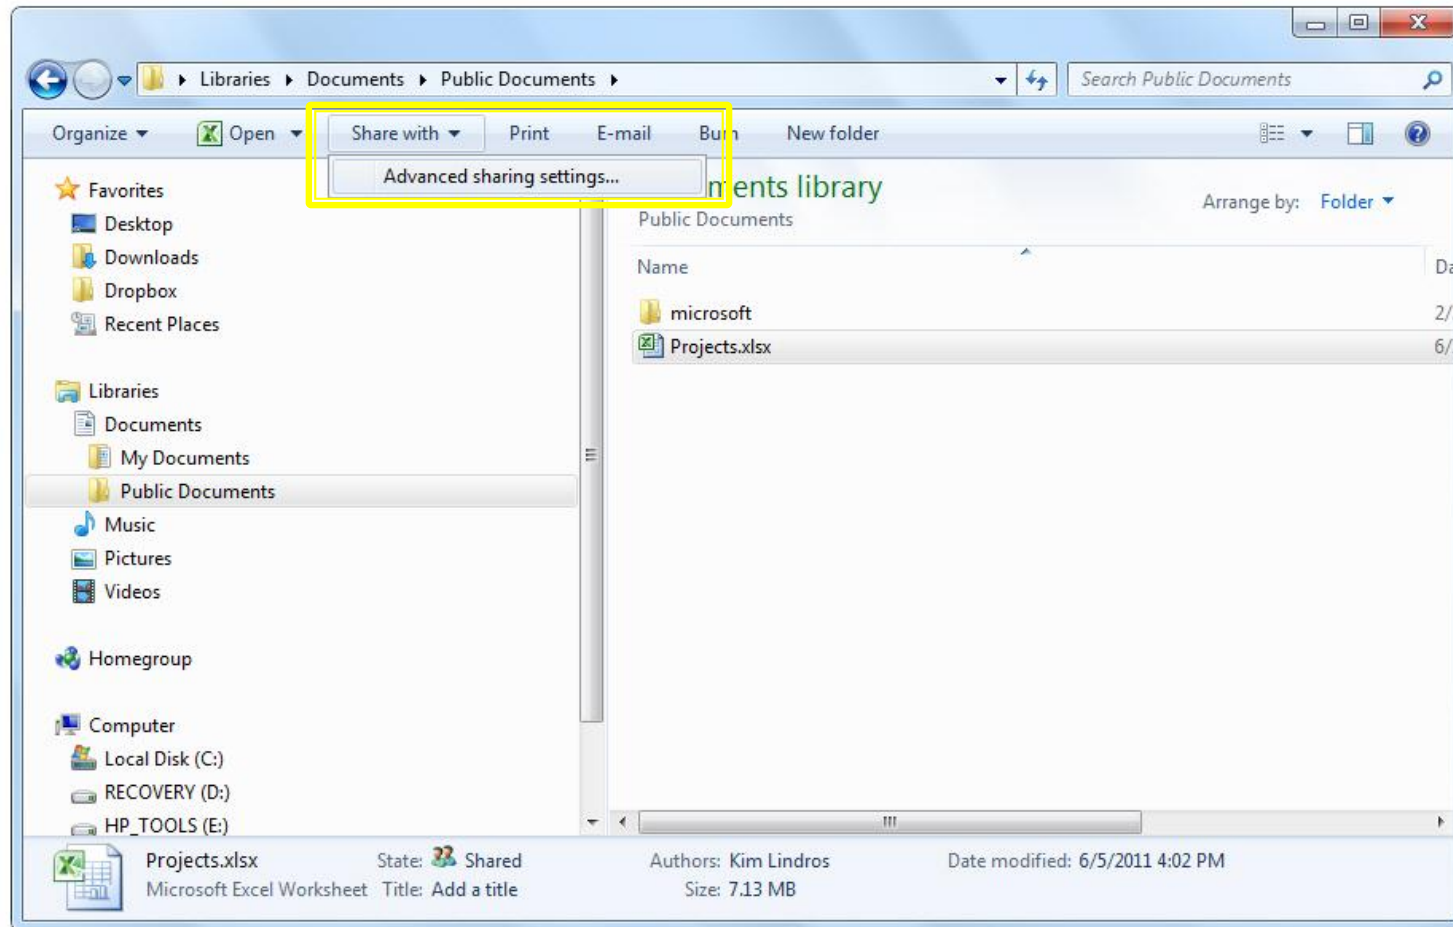 Libraries Documents Public Documents
Search Public Documents
Organize Open Share with Print E-mail Burn New folder
Advanced sharing settings...
Favorites
Desktop
Downloads
Dropbox
Recent Places
Libraries
Documents
My Documents
Public Documents
Music
Pictures
Videos
Homegroup
Computer
Local Disk (C:)
RECOVERY (D:)
HP_TOOLS (E:)
ments library
Public Documents
Arrange by: Folder
Name
microsoft 2/
Projects.xlsx 6/
Projects.xlsx State: Shared Authors: Kim Lindros Date modified: 6/5/2011 4:02 PM
Microsoft Excel Worksheet Title: Add a title Size: 7.13 MB